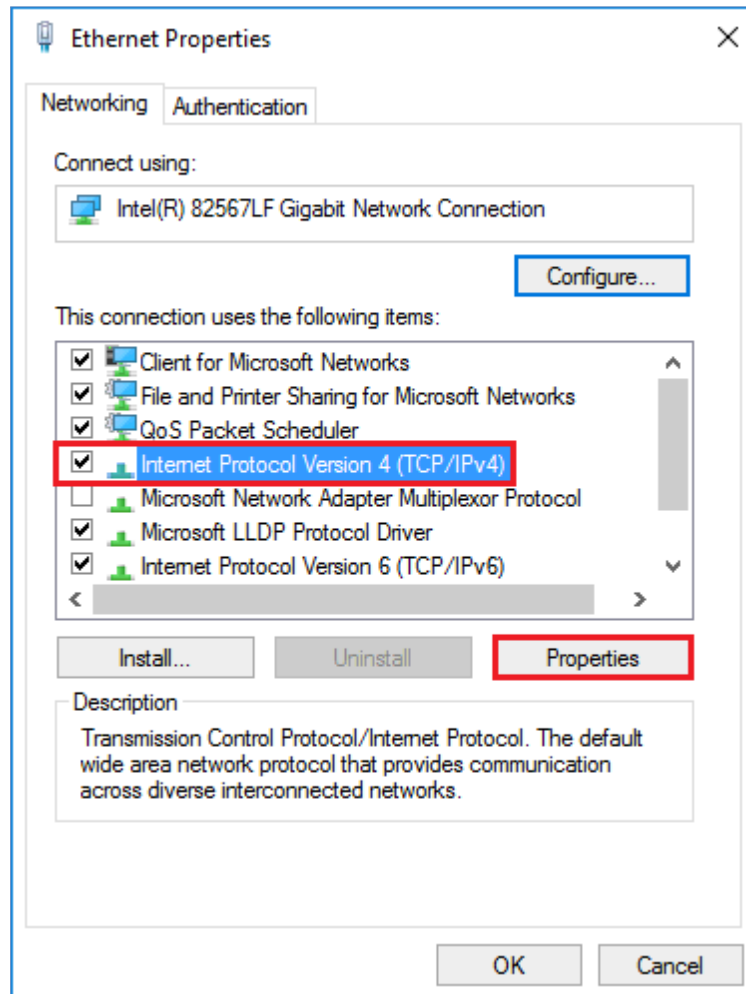 Ethernet Properties
Networking
Authentication
Connect using:
Intel(R) 82567LF Gigabit Network Connection
Configure...
This connection uses the following items:
Client for Microsoft Networks
File and Printer Sharing for Microsoft Networks
QoS Packet Scheduler
Internet Protocol Version 4 (TCP/IPv4)
Microsoft Network Adapter Multiplexor Protocol
Microsoft LLDP Protocol Driver
Internet Protocol Version 6 (TCP/IPv6)
Install...
Uninstall
Properties
Description
Transmission Control Protocol/Internet Protocol. The default
wide area network protocol that provides communication
across diverse interconnected networks.
OK
Cancel